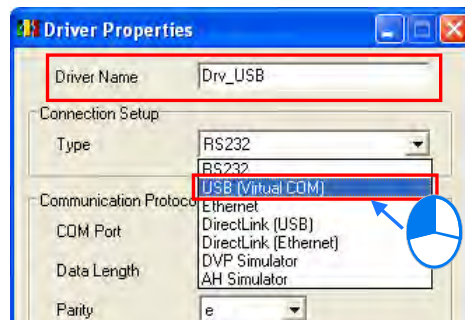 Driver Properties
Driver Name Drv_USB
Connection Setup
Type RS232
RS232
USB (Virtual COM)
Ethernet
DirectLink (USB)
DirectLink (Ethernet)
DVP Simulator
AH Simulator
Communication Protoco
COM Port
Data Length
Parity e